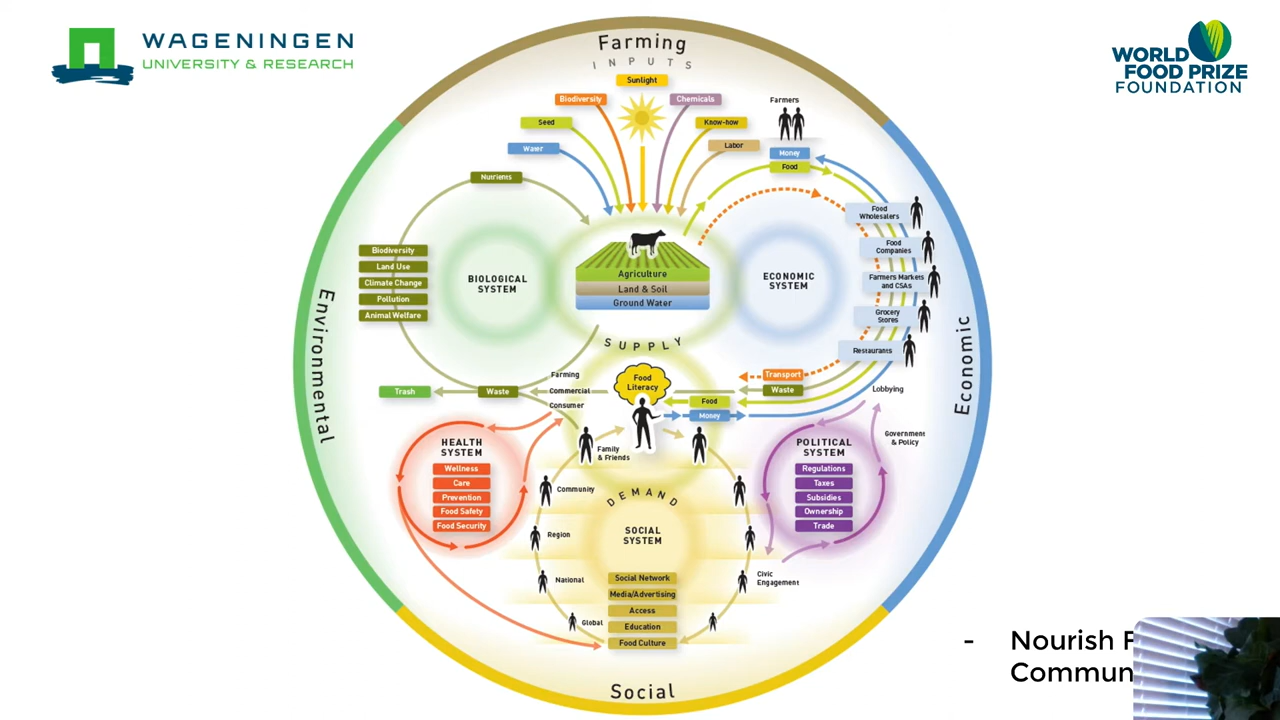 WAGENINGEN
UNIVERSITY & RESEARCH
WORLD
FOOD PRIZE
FOUNDATION
Farming
INPUTS
Sunlight
Biodiversity
Chemicals
Seed
Know-how
Water
Labor
Farmers
Money
Food
Nutrients
Food
Wholesalers
Food
Companies
Farmers Markets
and CSAs
Grocery
Stores
Restaurants
Biodiversity
Land Use
Climate Change
Pollution
Animal Welfare
BIOLOGICAL
SYSTEM
Agriculture
Land & Soil
Ground Water
ECONOMIC
SYSTEM
Environmental
Economic
SUPPLY
Food
Literacy
Farming
Commercial
Consumer
Trash
Waste
Transport
Waste
Food
Money
Lobbying
Government
& Policy
HEALTH
SYSTEM
Wellness
Care
Prevention
Food Safety
Food Security
Family
& Friends
Community
Region
National
Global
DEMAND
SOCIAL
SYSTEM
Social Network
Media/Advertising
Access
Education
Food Culture
POLITICAL
SYSTEM
Regulations
Taxes
Subsidies
Ownership
Trade
Civic
Engagement
Social
- Nourish